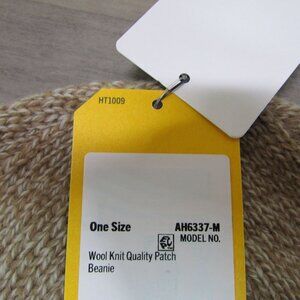 HT1009
One Size AH6337-M
MODEL NO.
Wool Knit Quality Patch
Beanie